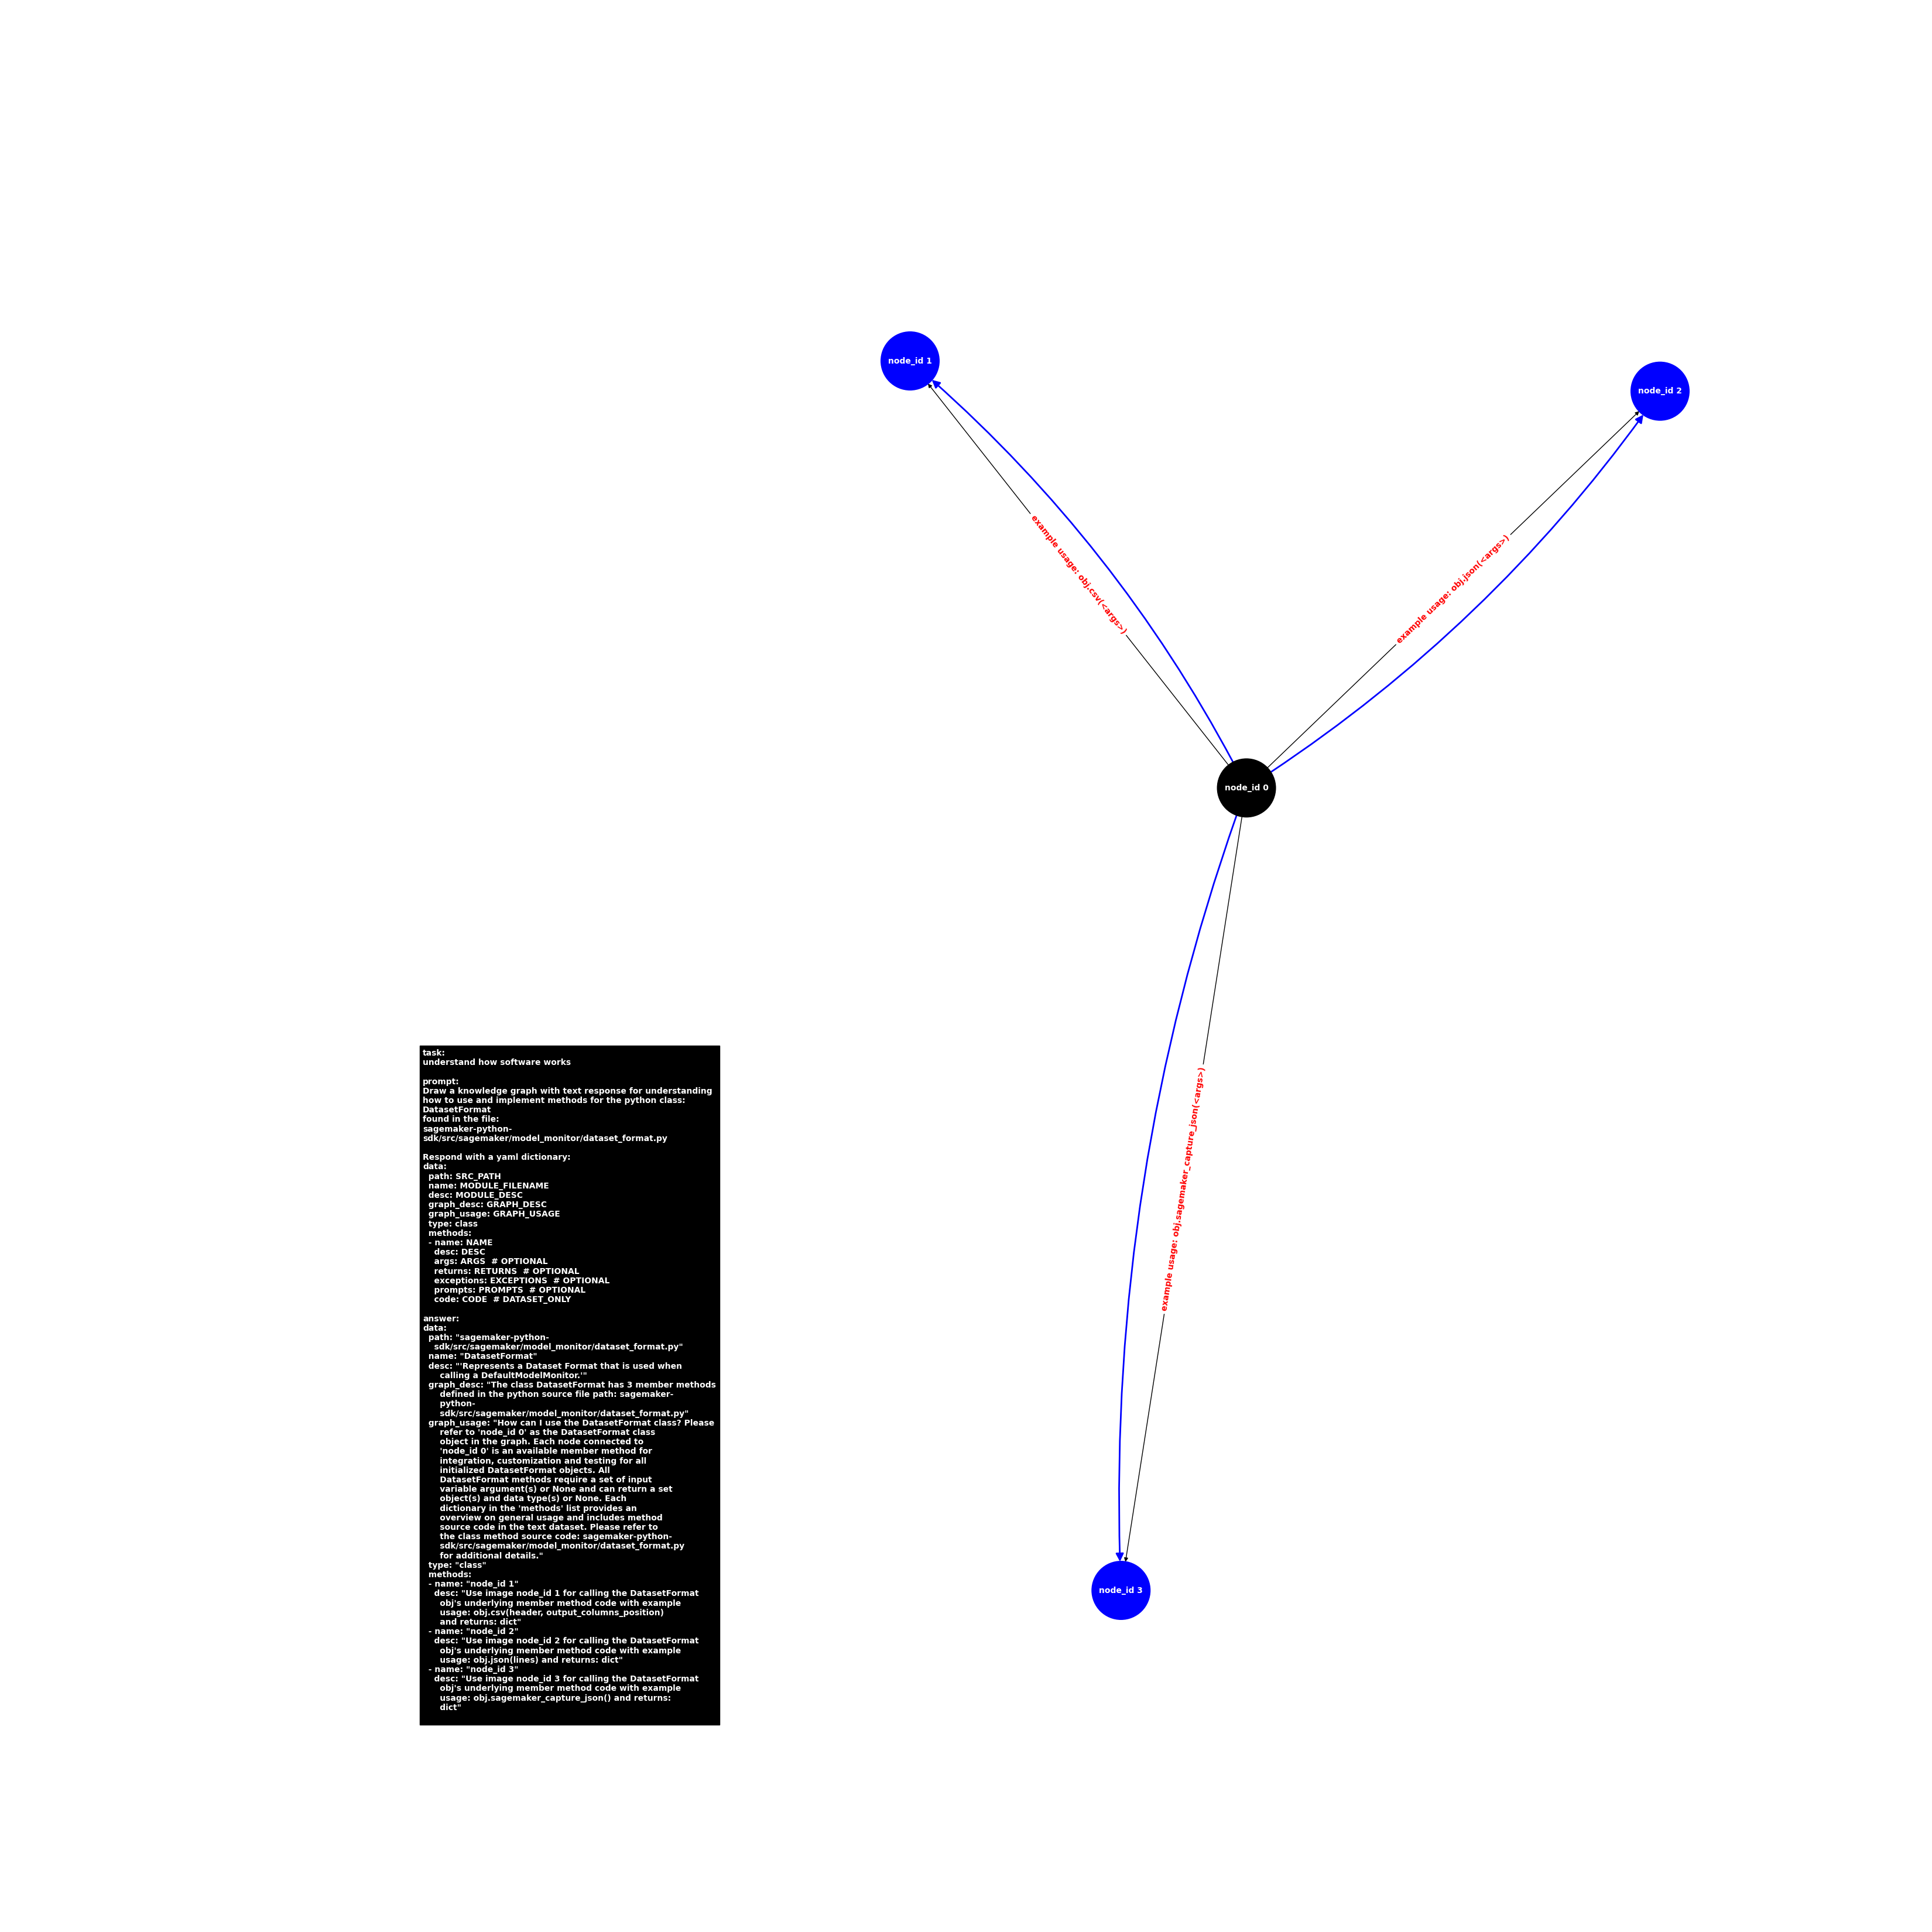 node_id 1
node_id 2
example usage: obj.csv(<args>)
example usage: obj.json(<args>)
node_id 0
example usage: obj.sagemaker_capture_json(<args>)
node_id 3
task:
understand how software works

prompt:
Draw a knowledge graph with text response for understanding
how to use and implement methods for the python class:
DatasetFormat
found in the file:
sagemaker-python-
sdk/src/sagemaker/model_monitor/dataset_format.py

Respond with a yaml dictionary:
data:
  path: SRC_PATH
  name: MODULE_FILENAME
  desc: MODULE_DESC
  graph_desc: GRAPH_DESC
  graph_usage: GRAPH_USAGE
  type: class
  methods:
  - name: NAME
    desc: DESC
    args: ARGS  # OPTIONAL
    returns: RETURNS  # OPTIONAL
    exceptions: EXCEPTIONS  # OPTIONAL
    prompts: PROMPTS  # OPTIONAL
    code: CODE  # DATASET_ONLY

answer:
data:
  path: "sagemaker-python-
    sdk/src/sagemaker/model_monitor/dataset_format.py"
  name: "DatasetFormat"
  desc: "'Represents a Dataset Format that is used when
      calling a DefaultModelMonitor.'"
  graph_desc: "The class DatasetFormat has 3 member methods
      defined in the python source file path: sagemaker-
      python-
      sdk/src/sagemaker/model_monitor/dataset_format.py"
  graph_usage: "How can I use the DatasetFormat class? Please
      refer to 'node_id 0' as the DatasetFormat class
      object in the graph. Each node connected to
      'node_id 0' is an available member method for
      integration, customization and testing for all
      initialized DatasetFormat objects. All
      DatasetFormat methods require a set of input
      variable argument(s) or None and can return a set
      object(s) and data type(s) or None. Each
      dictionary in the 'methods' list provides an
      overview on general usage and includes method
      source code in the text dataset. Please refer to
      the class method source code: sagemaker-python-
      sdk/src/sagemaker/model_monitor/dataset_format.py
      for additional details."
  type: "class"
  methods:
  - name: "node_id 1"
    desc: "Use image node_id 1 for calling the DatasetFormat
      obj's underlying member method code with example
      usage: obj.csv(header, output_columns_position)
      and returns: dict"
  - name: "node_id 2"
    desc: "Use image node_id 2 for calling the DatasetFormat
      obj's underlying member method code with example
      usage: obj.json(lines) and returns: dict"
  - name: "node_id 3"
    desc: "Use image node_id 3 for calling the DatasetFormat
      obj's underlying member method code with example
      usage: obj.sagemaker_capture_json() and returns:
      dict"